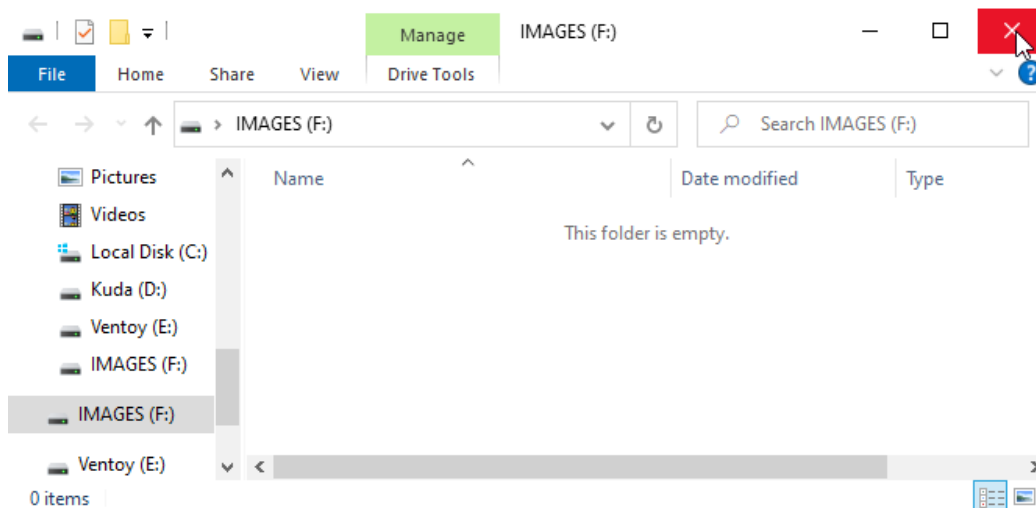 Manage IMAGES (F:)
File Home Share View Drive Tools
IMAGES (F:) Search IMAGES (F:)
Name Date modified Type
This folder is empty.
Pictures
Videos
Local Disk (C:)
Kuda (D:)
Ventoy (E:)
IMAGES (F:)
IMAGES (F:)
Ventoy (E:)
0 items